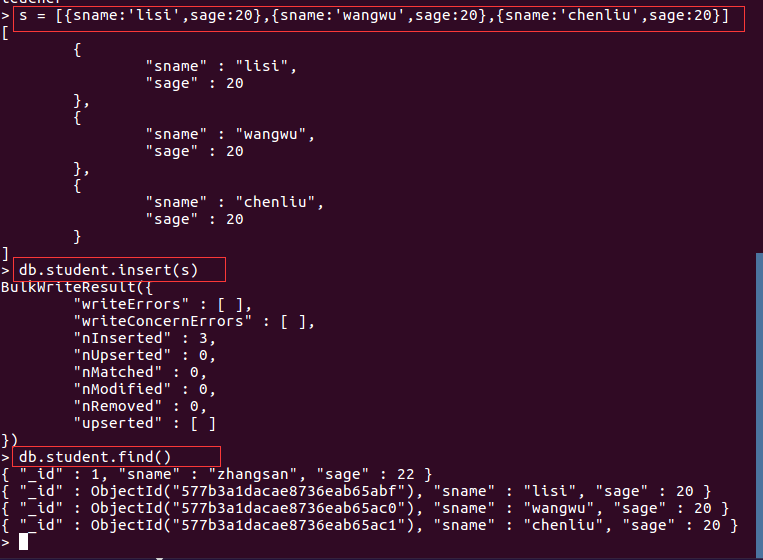 > s = [{sname:'lisi',sage:20},{sname:'wangwu',sage:20},{sname:'chenliu',sage:20}]
[
        {
                "sname" : "lisi",
                "sage" : 20
        },
        {
                "sname" : "wangwu",
                "sage" : 20
        },
        {
                "sname" : "chenliu",
                "sage" : 20
        }
]
> db.student.insert(s)
BulkWriteResult({
        "writeErrors" : [ ],
        "writeConcernErrors" : [ ],
        "nInserted" : 3,
        "nUpserted" : 0,
        "nMatched" : 0,
        "nModified" : 0,
        "nRemoved" : 0,
        "upserted" : [ ]
})
> db.student.find()
{ "_id" : 1, "sname" : "zhangsan", "sage" : 22 }
{ "_id" : ObjectId("577b3a1dacae8736eab65abf"), "sname" : "lisi", "sage" : 20 }
{ "_id" : ObjectId("577b3a1dacae8736eab65ac0"), "sname" : "wangwu", "sage" : 20 }
{ "_id" : ObjectId("577b3a1dacae8736eab65ac1"), "sname" : "chenliu", "sage" : 20 }
>